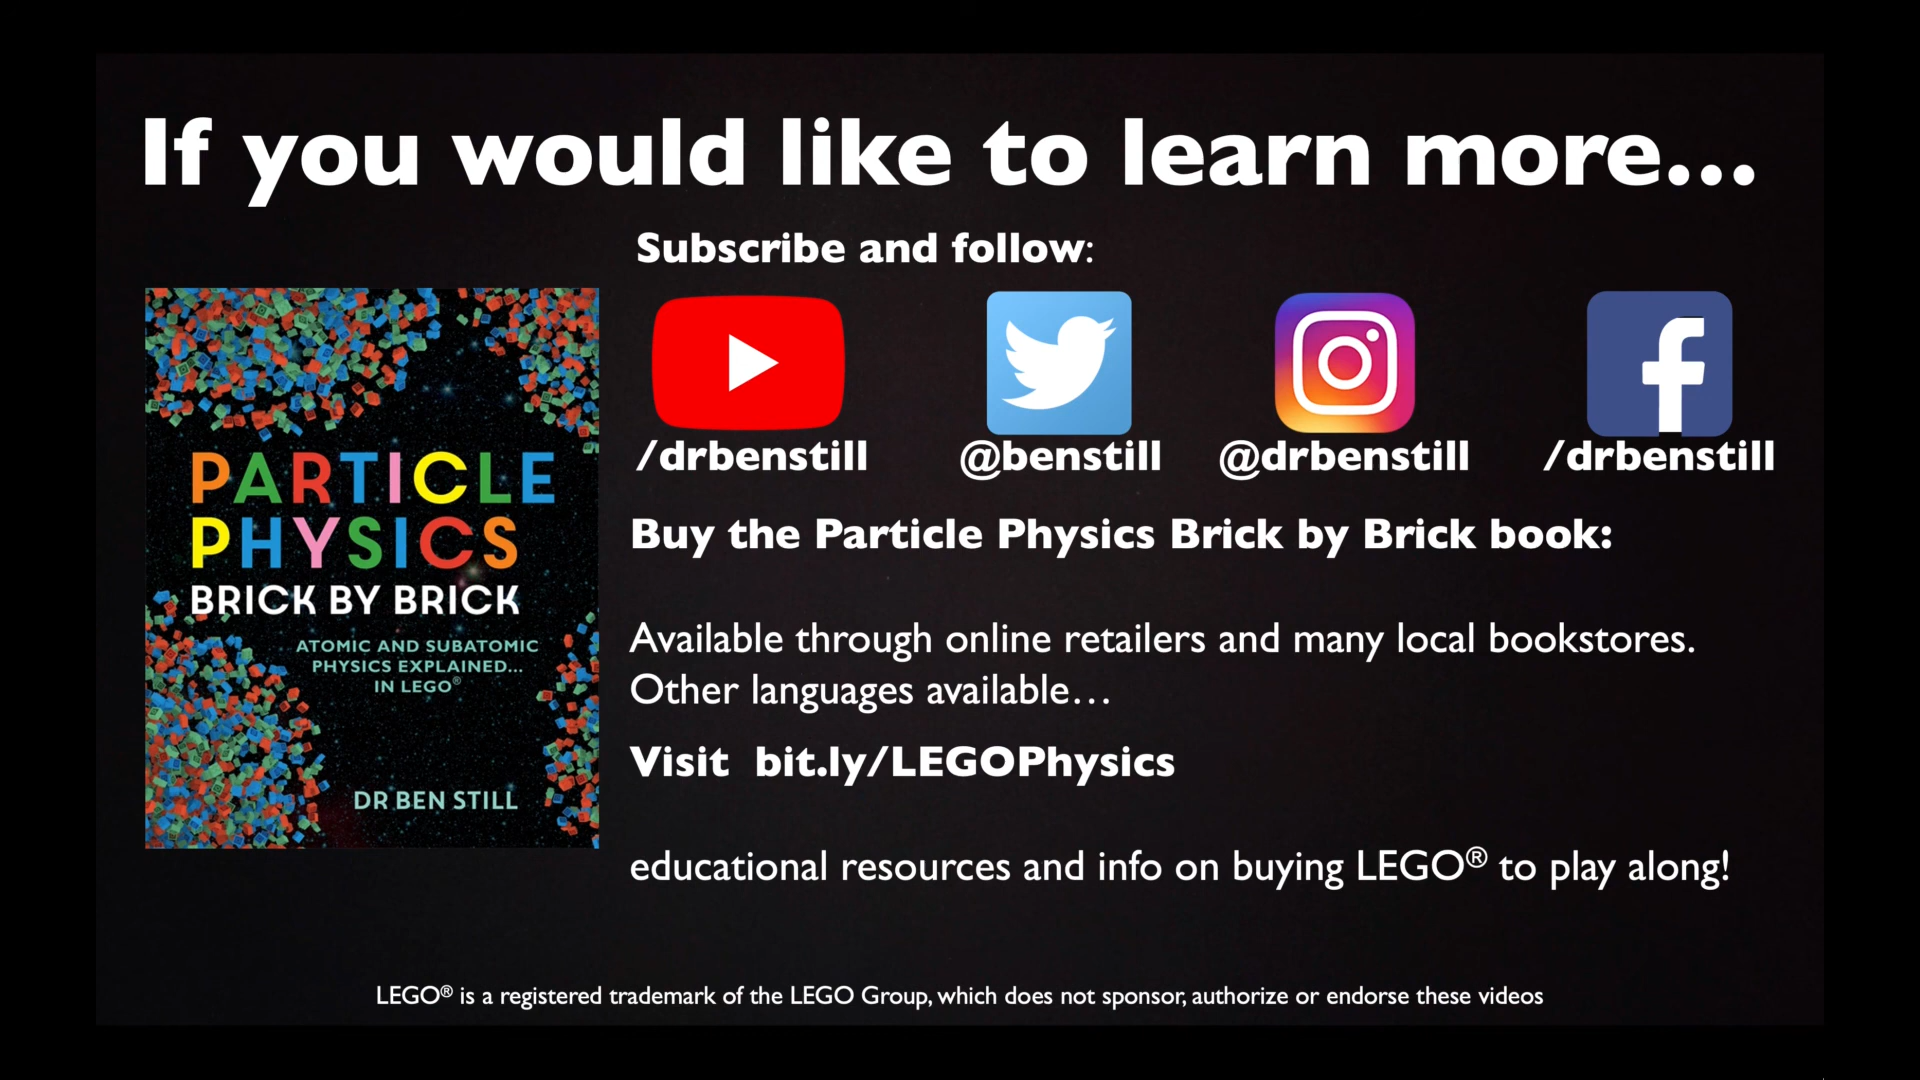 If you would like to learn more...
Subscribe and follow:
/drbenstill @benstill @drbenstill /drbenstill
PARTICLE
PHYSICS
BRICK BY BRICK
ATOMIC AND SUBATOMIC
PHYSICS EXPLAINED...
IN LEGO®
DR BEN STILL
Buy the Particle Physics Brick by Brick book:
Available through online retailers and many local bookstores.
Other languages available...
Visit bit.ly/LEGOPhysics
educational resources and info on buying LEGO® to play along!
LEGO® is a registered trademark of the LEGO Group, which does not sponsor, authorize or endorse these videos